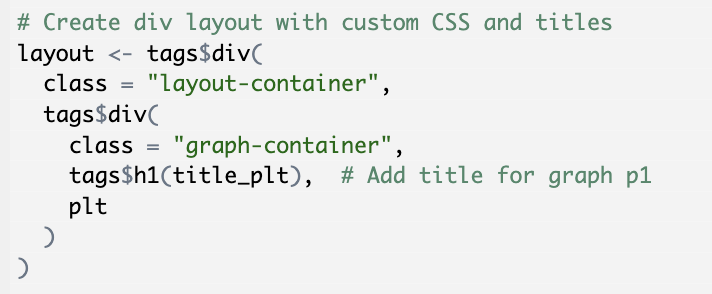 # Create div layout with custom CSS and titles
layout <- tags$div(
  class = "layout-container",
  tags$div(
    class = "graph-container",
    tags$h1(title_plt),  # Add title for graph p1
    plt
  )
)